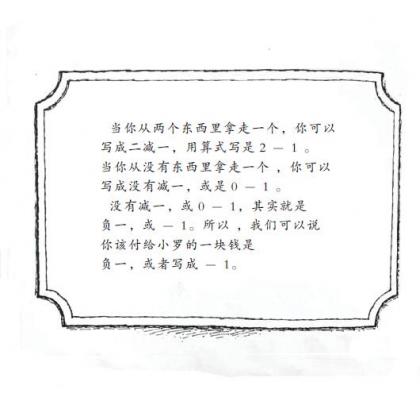 当你从两个东西里拿走一个，你可以
写成二减一，用算式写是 2 － 1 。
当你从没有东西里拿走一个 ，你可以
写成没有减一，或是 0 － 1 。
没有减一，或 0 － 1，其实就是
负一，或 － 1。所以 ，我们可以说
你该付给小罗的一块钱是
负一，或者写成 － 1。